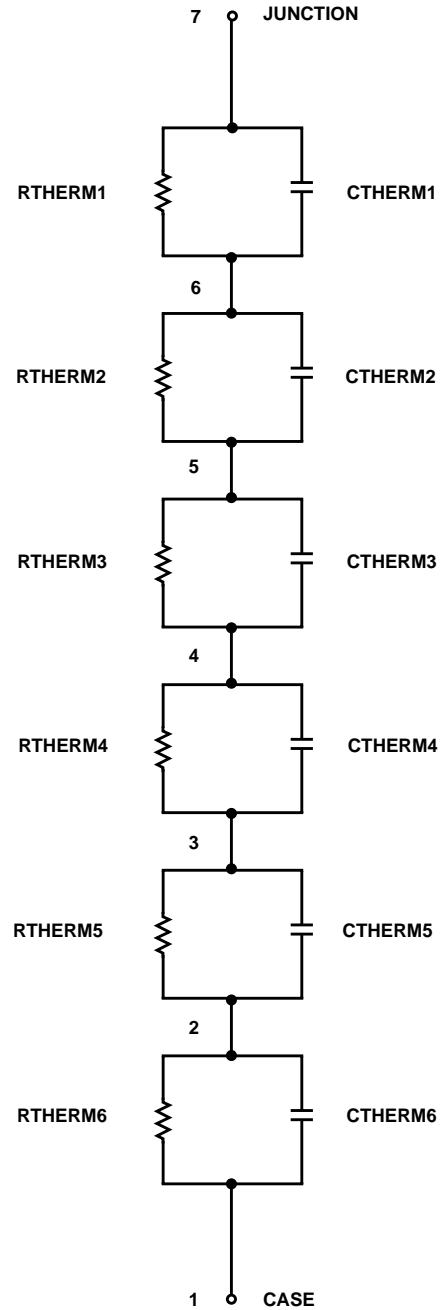 7 JUNCTION
RTHERM1 CTHERM1
6
RTHERM2 CTHERM2
5
RTHERM3 CTHERM3
4
RTHERM4 CTHERM4
3
RTHERM5 CTHERM5
2
RTHERM6 CTHERM6
1 CASE